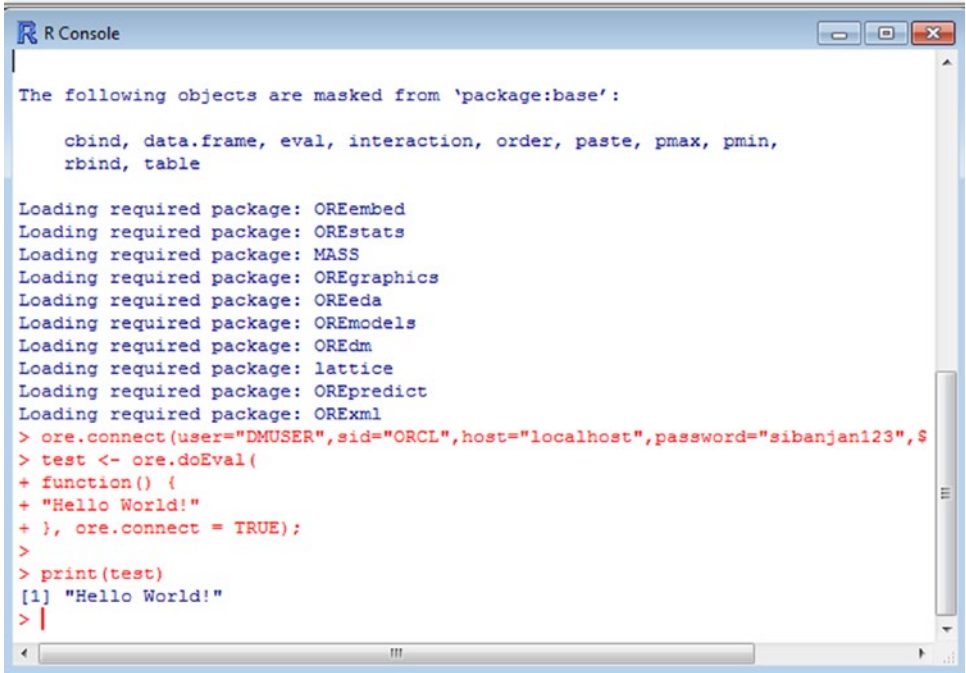 R Console
The following objects are masked from ‘package:base’:
cbind, data.frame, eval, interaction, order, paste, pmax, pmin,
rbind, table
Loading required package: OREembed
Loading required package: OREstats
Loading required package: MASS
Loading required package: OREgraphics
Loading required package: OREeda
Loading required package: OREmodels
Loading required package: OREdm
Loading required package: lattice
Loading required package: OREpredict
Loading required package: ORExml
> ore.connect(user="DMUSER",sid="ORCL",host="localhost",password="sibanjan123",$
> test <- ore.doEval(
+ function() {
+ "Hello World!"
+ }, ore.connect = TRUE);
>
> print(test)
[1] "Hello World!"
>